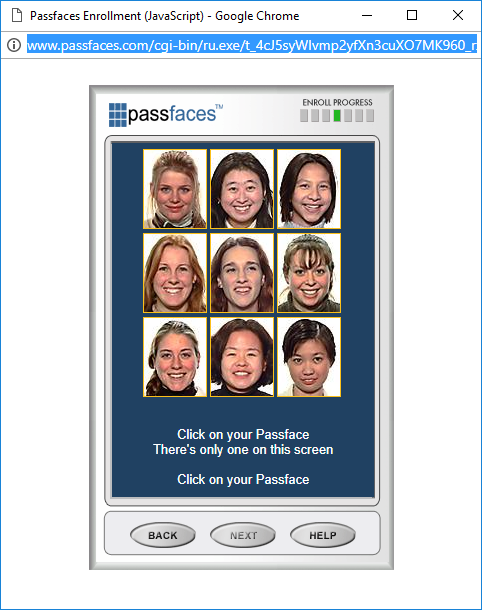 Passfaces Enrollment (JavaScript) - Google Chrome
www.passfaces.com/cgi-bin/ru.exe/t_4cJ5syWIvmp2yfXn3cuXO7MK960_r
passfaces™
ENROLL PROGRESS
Click on your Passface
There's only one on this screen
Click on your Passface
BACK NEXT HELP